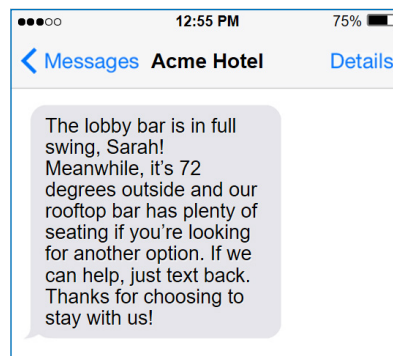 12:55 PM 75%
Messages Acme Hotel Details
The lobby bar is in full
swing, Sarah!
Meanwhile, it's 72
degrees outside and our
rooftop bar has plenty of
seating if you’re looking
for another option. If we
can help, just text back.
Thanks for choosing to
stay with us!